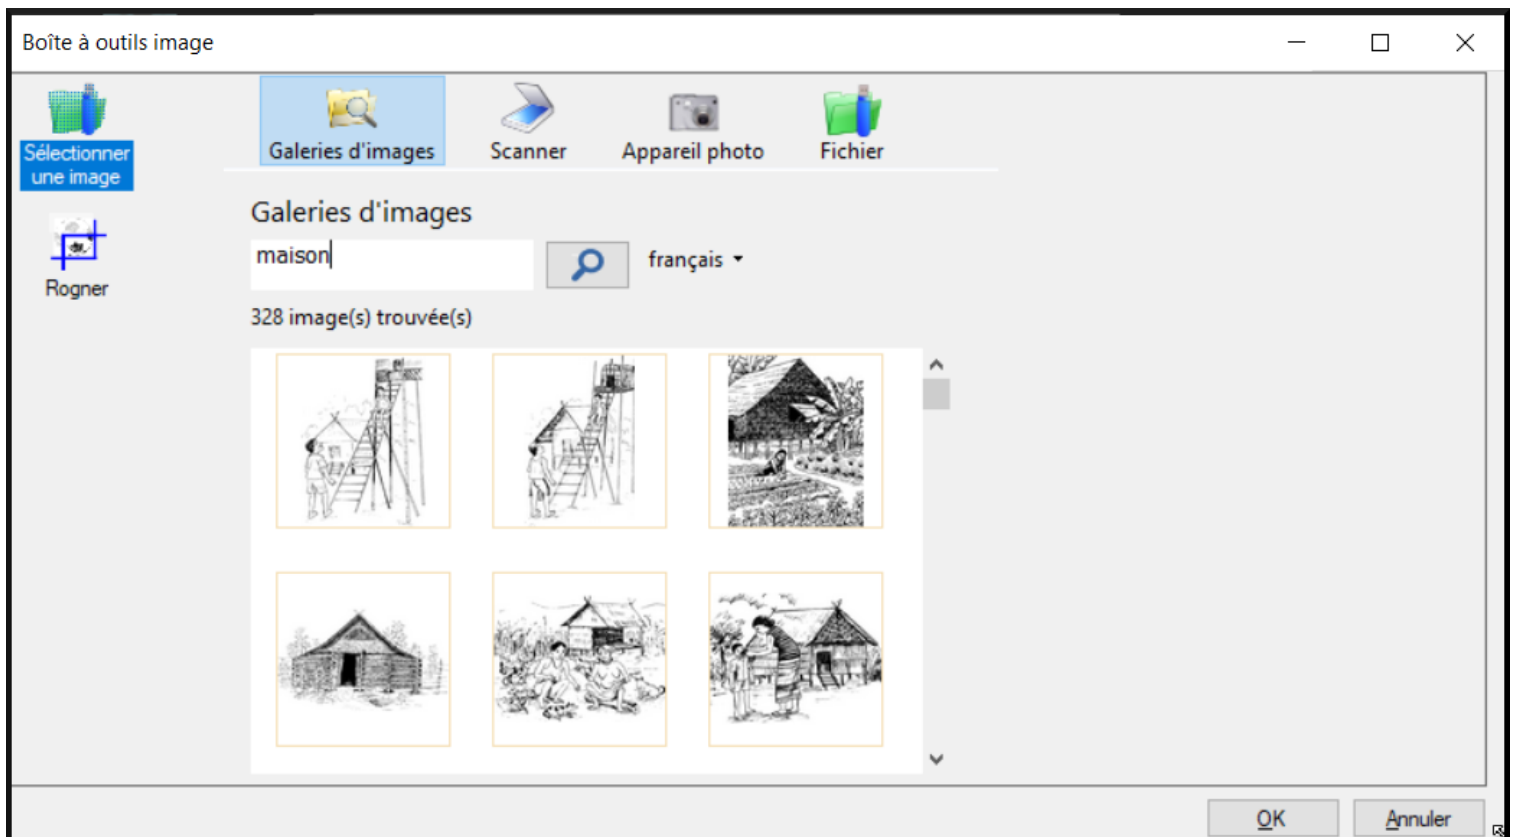 Boîte à outils image
Sélectionner
une image
Rogner
Galeries d'images
Scanner
Appareil photo
Fichier
Galeries d'images
maison
français
328 image(s) trouvée(s)
OK
Annuler